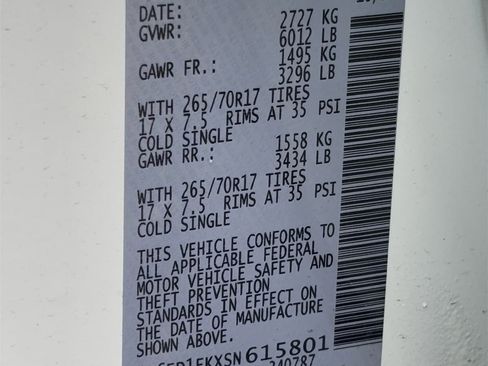 DATE:
GVWR: 2727 KG
6012 LB
GAWR FR.: 1495 KG
3296 LB
WITH 265/70R17 TIRES
17 X 7.5 RIMS AT 35 PSI
COLD SINGLE
GAWR RR.: 1558 KG
3434 LB
WITH 265/70R17 TIRES
17 X 7.5 RIMS AT 35 PSI
COLD SINGLE
THIS VEHICLE CONFORMS TO
ALL APPLICABLE FEDERAL
MOTOR VEHICLE SAFETY AND
THEFT PREVENTION
STANDARDS IN EFFECT ON
THE DATE OF MANUFACTURE
SHOWN ABOVE.
615801
240787